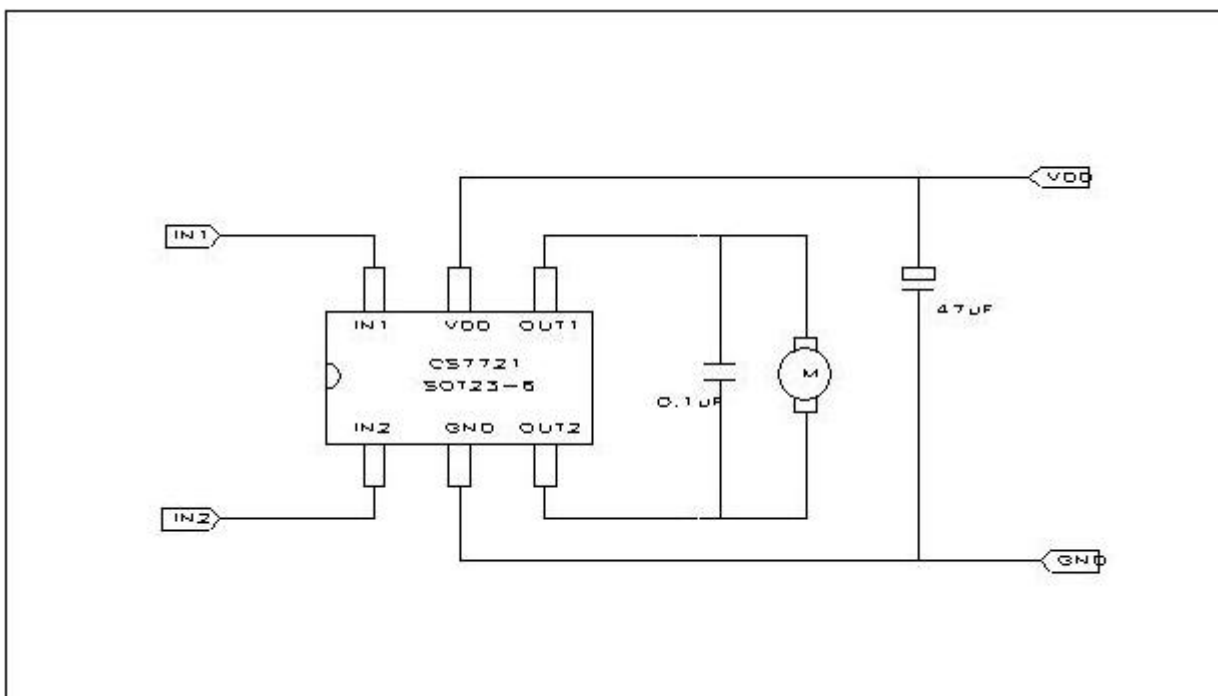 VDD
IN1
IN1 VDD OUT1
47uF
CS7721
M
SOT23-6
0.1uF
IN2 GND OUT2
IN2
GND